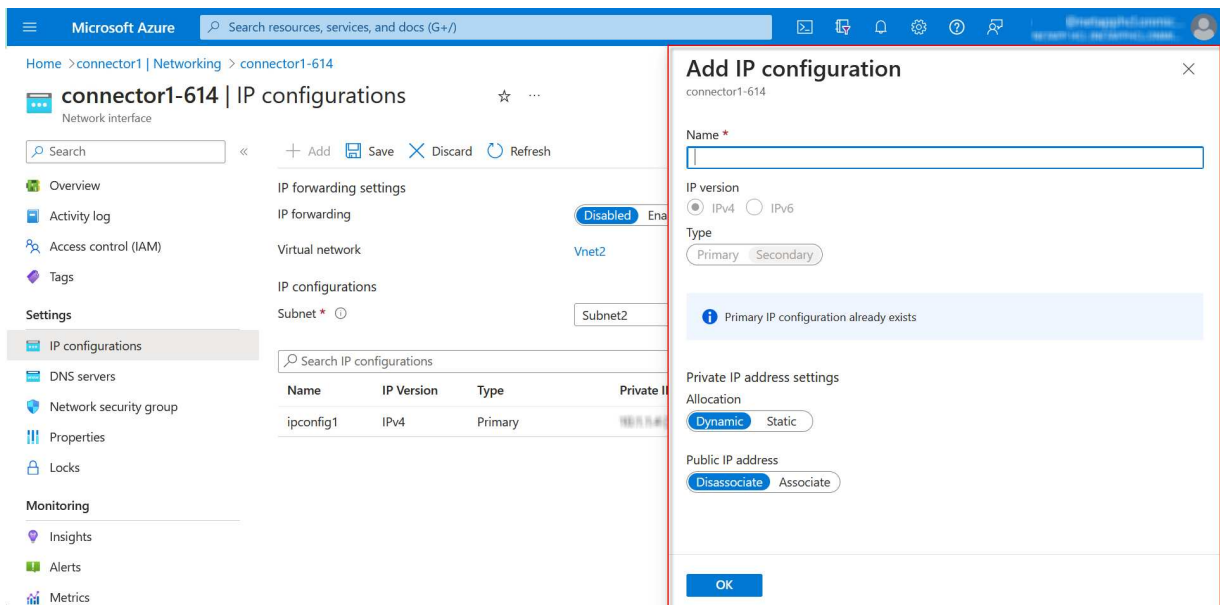 Microsoft Azure
Search resources, services, and docs (G+/)
Home > connector1 | Networking > connector1-614
connector1-614 | IP configurations
Network interface
Search
Add Save Discard Refresh
Overview
Activity log
Access control (IAM)
Tags
Settings
IP configurations
DNS servers
Network security group
Properties
Locks
Monitoring
Insights
Alerts
Metrics
IP forwarding settings
IP forwarding
Disabled Ena
Virtual network
Vnet2
IP configurations
Subnet *
Subnet2
Search IP configurations
Name IP Version Type Private I
ipconfig1 IPv4 Primary
Add IP configuration
connector1-614
Name *
IP version
IPv4 IPv6
Type
Primary Secondary
Primary IP configuration already exists
Private IP address settings
Allocation
Dynamic Static
Public IP address
Disassociate Associate
OK